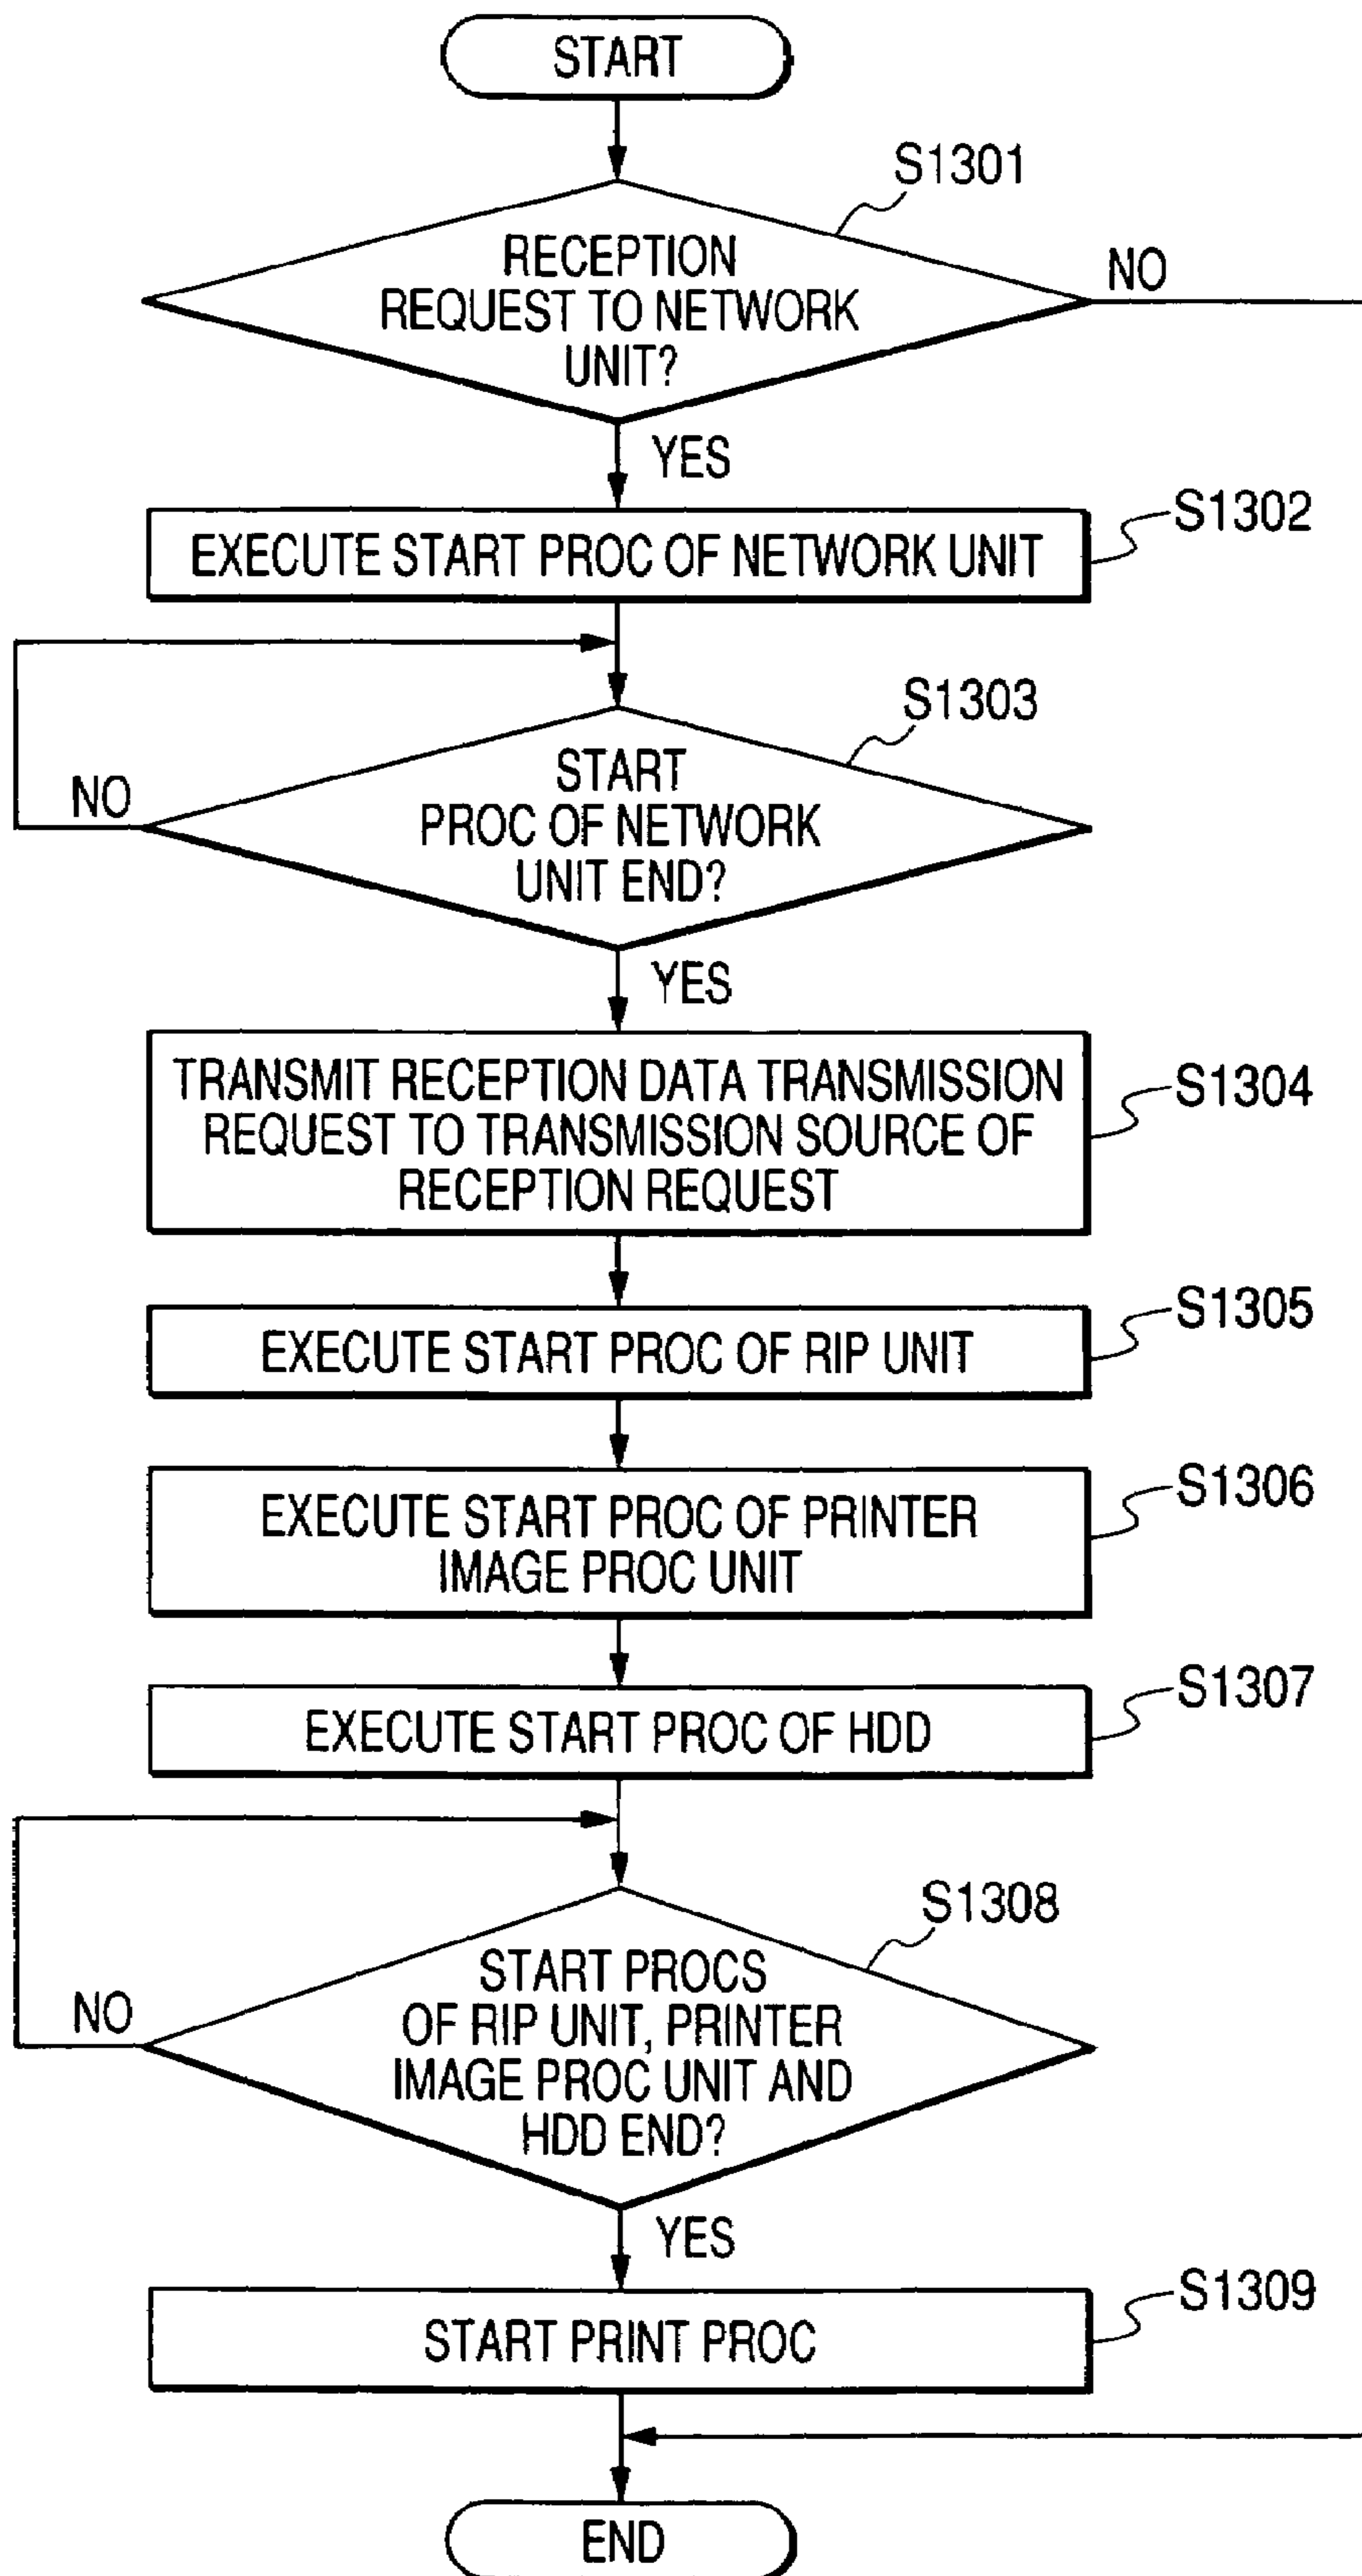 START
S1301
RECEPTION
REQUEST TO NETWORK
UNIT?
NO
YES
EXECUTE START PROC OF NETWORK UNIT
S1302
S1303
START
PROC OF NETWORK
UNIT END?
NO
YES
TRANSMIT RECEPTION DATA TRANSMISSION
REQUEST TO TRANSMISSION SOURCE OF
RECEPTION REQUEST
S1304
EXECUTE START PROC OF RIP UNIT
S1305
EXECUTE START PROC OF PRINTER
IMAGE PROC UNIT
S1306
EXECUTE START PROC OF HDD
S1307
S1308
START PROCS
OF RIP UNIT, PRINTER
IMAGE PROC UNIT AND
HDD END?
NO
YES
START PRINT PROC
S1309
END